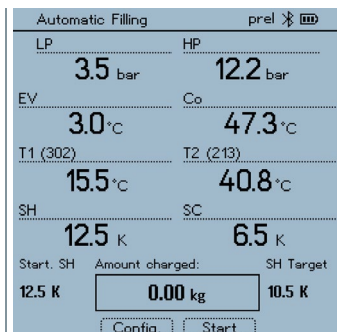 Automatic Filling prel
LP HP
3.5 bar 12.2 bar
EV Co
3.0 °C 47.3 °C
T1 (302) T2 (213)
15.5 °C 40.8 °C
SH SC
12.5 K 6.5 K
Start. SH Amount charged: SH Target
12.5 K 0.00 kg 10.5 K
Config. Start